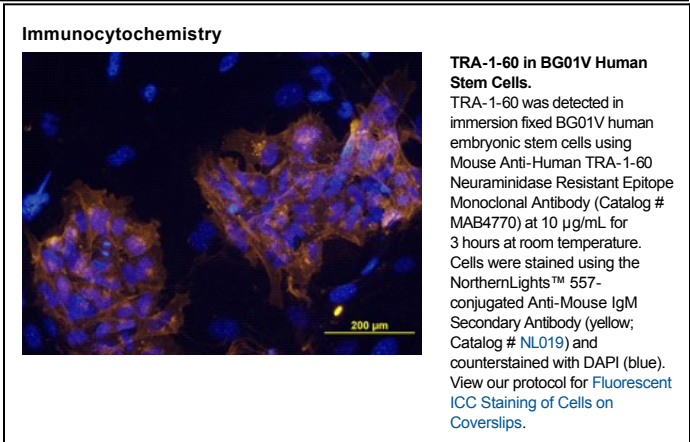 Immunocytochemistry
TRA-1-60 in BG01V Human
Stem Cells.
TRA-1-60 was detected in
immersion fixed BG01V human
embryonic stem cells using
Mouse Anti-Human TRA-1-60
Neuraminidase Resistant Epitope
Monoclonal Antibody (Catalog #
MAB4770) at 10 µg/mL for
3 hours at room temperature.
Cells were stained using the
NorthernLights™ 557-
conjugated Anti-Mouse IgM
Secondary Antibody (yellow;
Catalog # NL019) and
counterstained with DAPI (blue).
View our protocol for Fluorescent
ICC Staining of Cells on
Coverslips.
200 µm